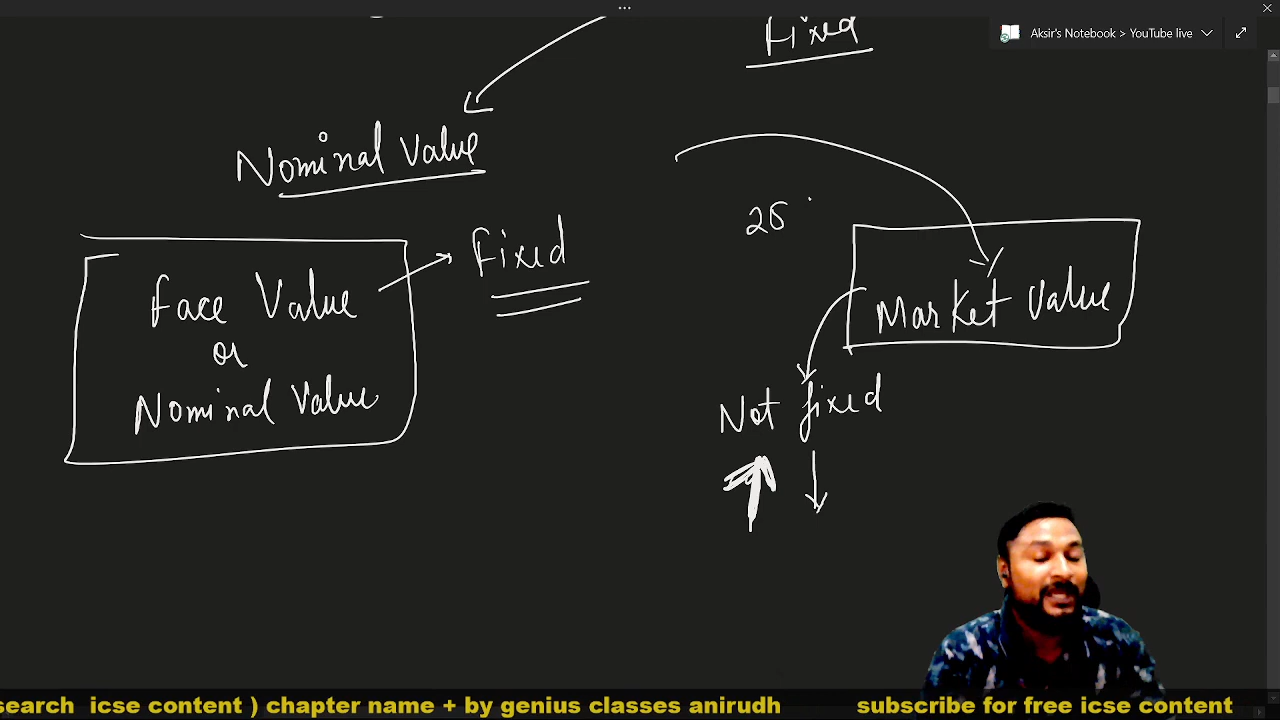 Fixed
Aksir's Notebook > YouTube live
Nominal Value
Fixed
Face Value
or
Nominal Value
Market Value
Not fixed
search icse content ) chapter name + by genius classes anirudh
subscribe for free icse content